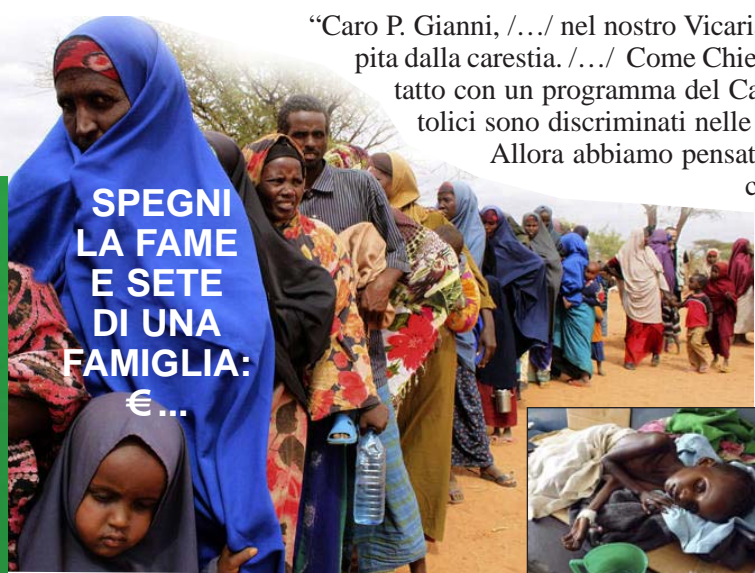 “Caro P. Gianni, /…/ nel nostro Vicari
pita dalla carestia. /…/ Come Chie
tatto con un programma del Ca
tolici sono discriminati nelle
Allora abbiamo pensat
c
SPEGNI
LA FAME
E SETE
DI UNA
FAMIGLIA:
€ ...